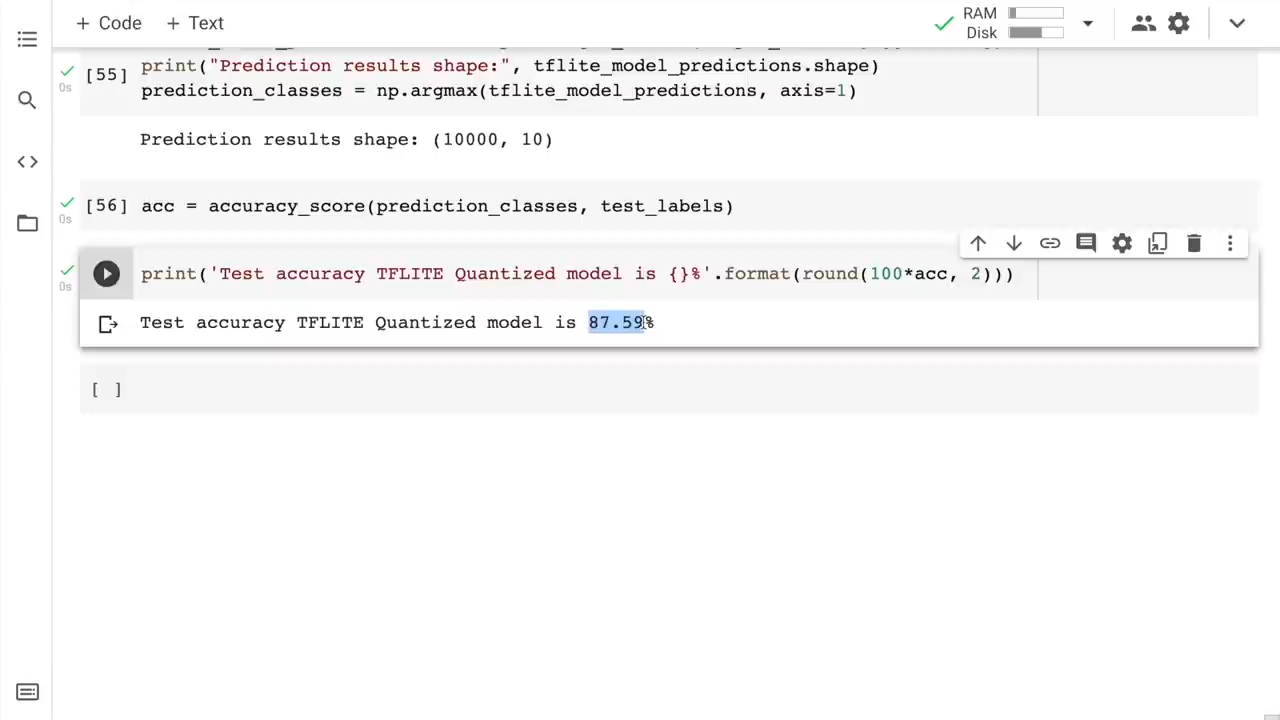 + Code + Text
RAM
Disk
[55]
print("Prediction results shape:", tflite_model_predictions.shape)
0s
prediction_classes = np.argmax(tflite_model_predictions, axis=1)
Prediction results shape: (10000, 10)
[56] acc = accuracy_score(prediction_classes, test_labels)
0s
print('Test accuracy TFLITE Quantized model is {}%'.format(round(100*acc, 2)))
0s
Test accuracy TFLITE Quantized model is 87.59%
[ ]